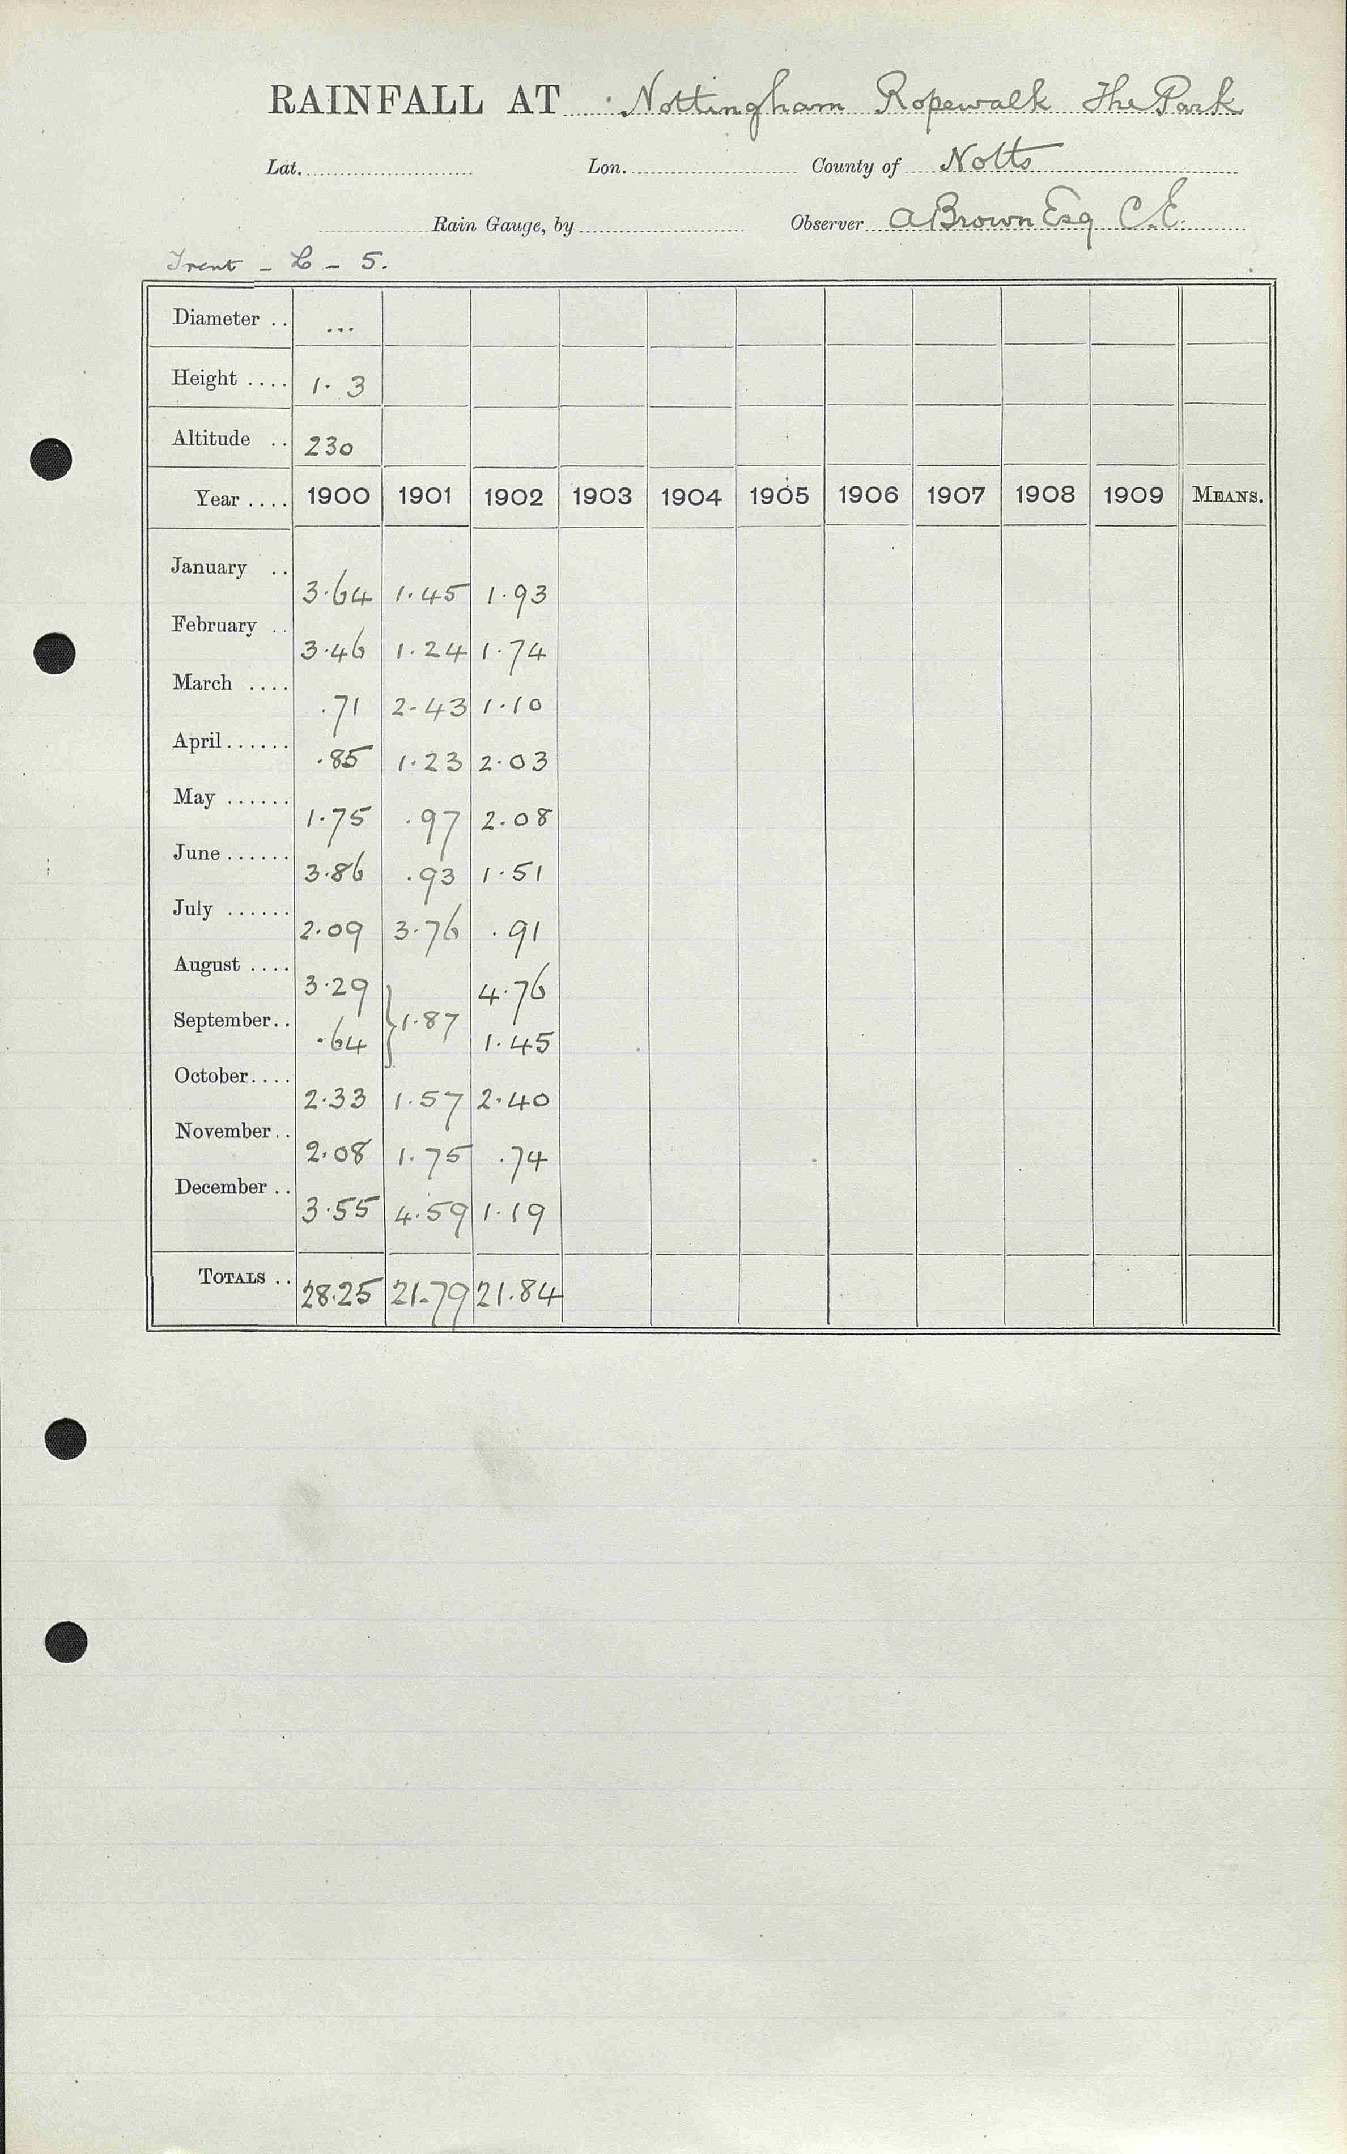 RAINFALL AT Nottingham Ropewalk The Park
Lat. Lon. County of Notts
Rain Gauge, by Observer A Brown Esq C.E.
Trent - L - 5.
Diameter .. ...
Height .... 1. 3
Altitude .. 230
Year .... 1900 1901 1902 1903 1904 1905 1906 1907 1908 1909 MEANS.
January .. 3.64 1.45 1.93
February .. 3.46 1.24 1.74
March .... .71 2.43 1.10
April...... .85 1.23 2.03
May ...... 1.75 .97 2.08
June...... 3.86 .93 1.51
July ...... 2.09 3.76 .91
August .... 3.29 } 1.87 4.76
September.. .64 1.45
October.... 2.33 1.57 2.40
November.. 2.08 1.75 .74
December .. 3.55 4.59 1.19
TOTALS .. 28.25 21.79 21.84